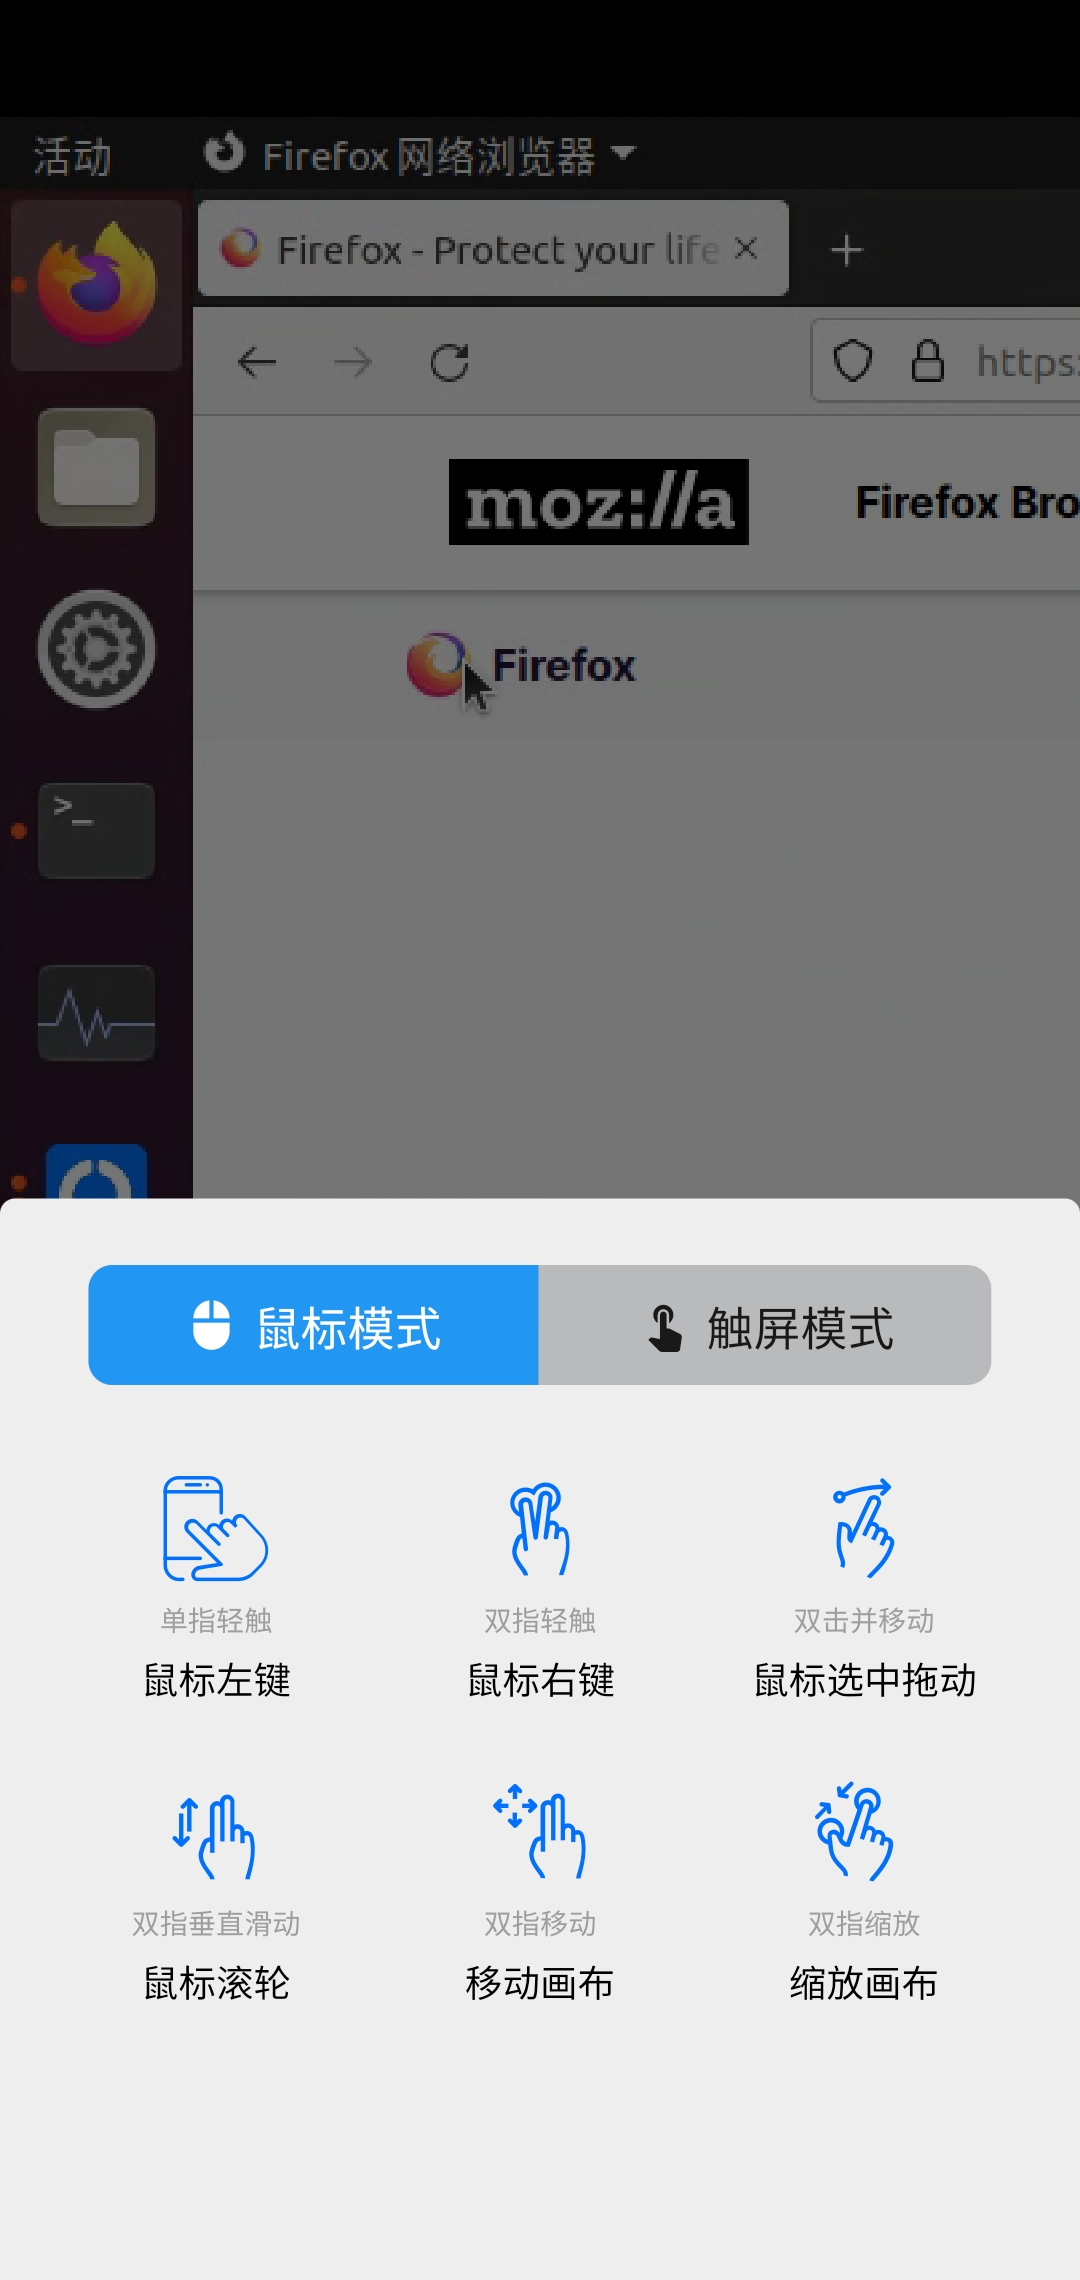 活动
Firefox 网络浏览器
Firefox - Protect your life
https:
moz://a
Firefox Bro
Firefox
>_
鼠标模式
触屏模式
单指轻触
双指轻触
双击并移动
鼠标左键
鼠标右键
鼠标选中拖动
双指垂直滑动
双指移动
双指缩放
鼠标滚轮
移动画布
缩放画布